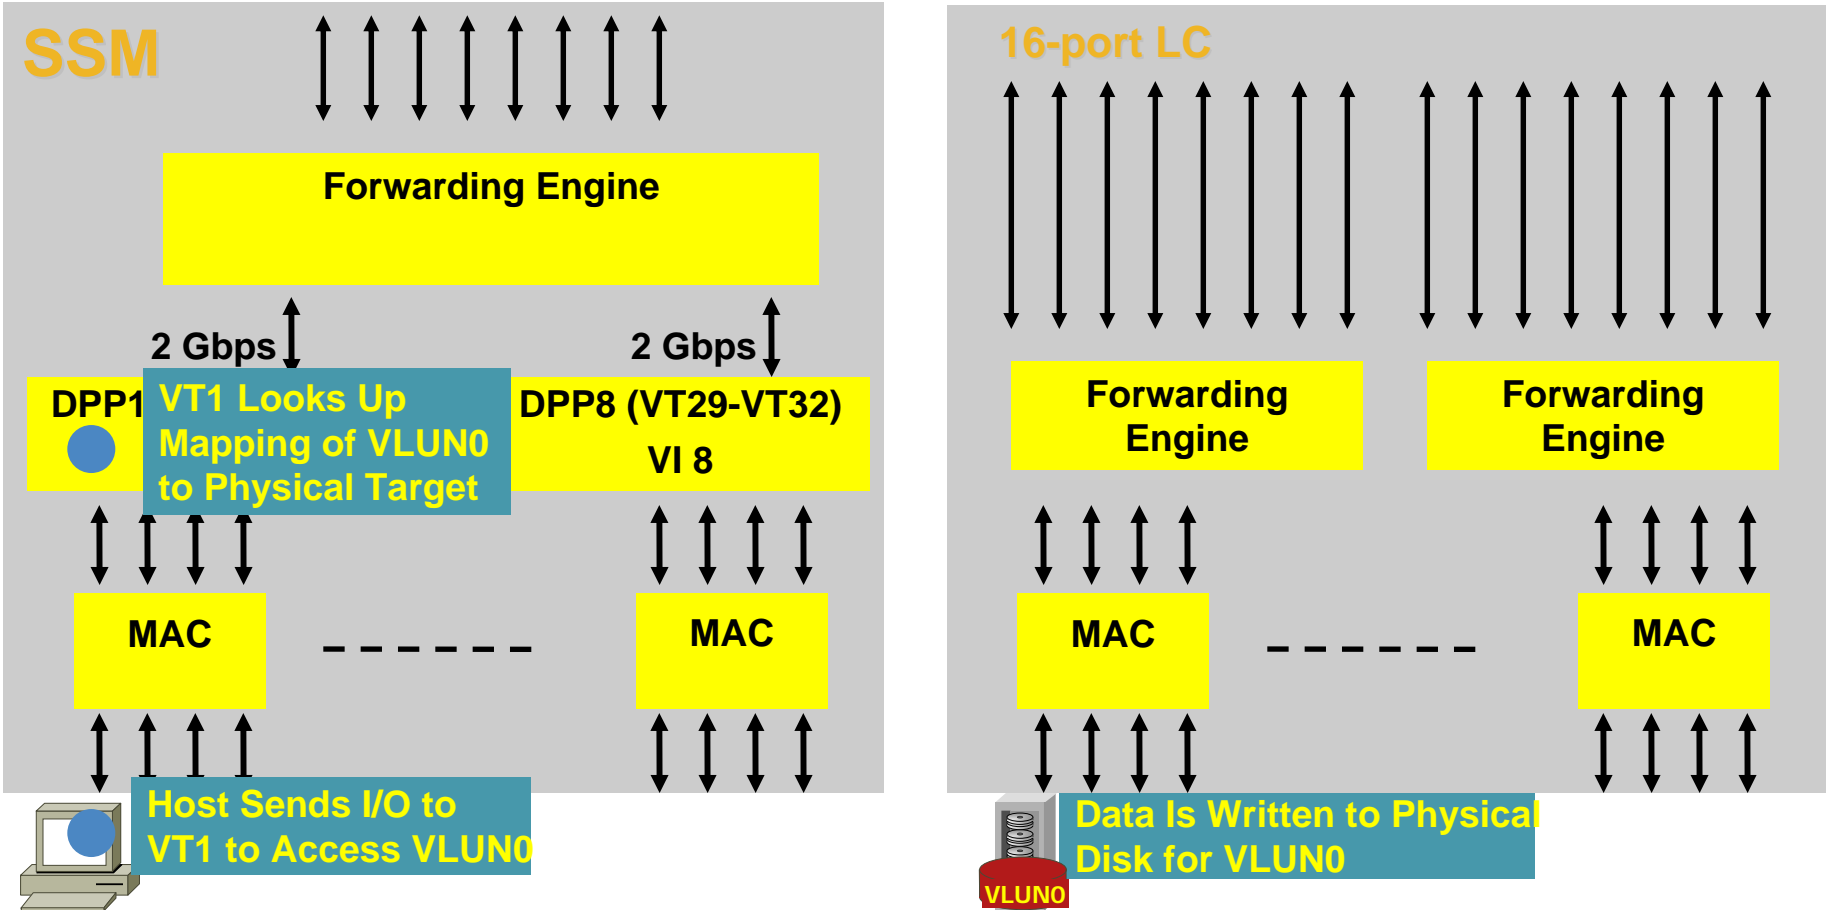 SSM
Forwarding Engine
2 Gbps
2 Gbps
DPP1
VT1 Looks Up
Mapping of VLUN0
to Physical Target
DPP8 (VT29-VT32)
VI 8
MAC
MAC
Host Sends I/O to
VT1 to Access VLUN0
16-port LC
Forwarding
Engine
Forwarding
Engine
MAC
MAC
Data Is Written to Physical
Disk for VLUN0
VLUN0